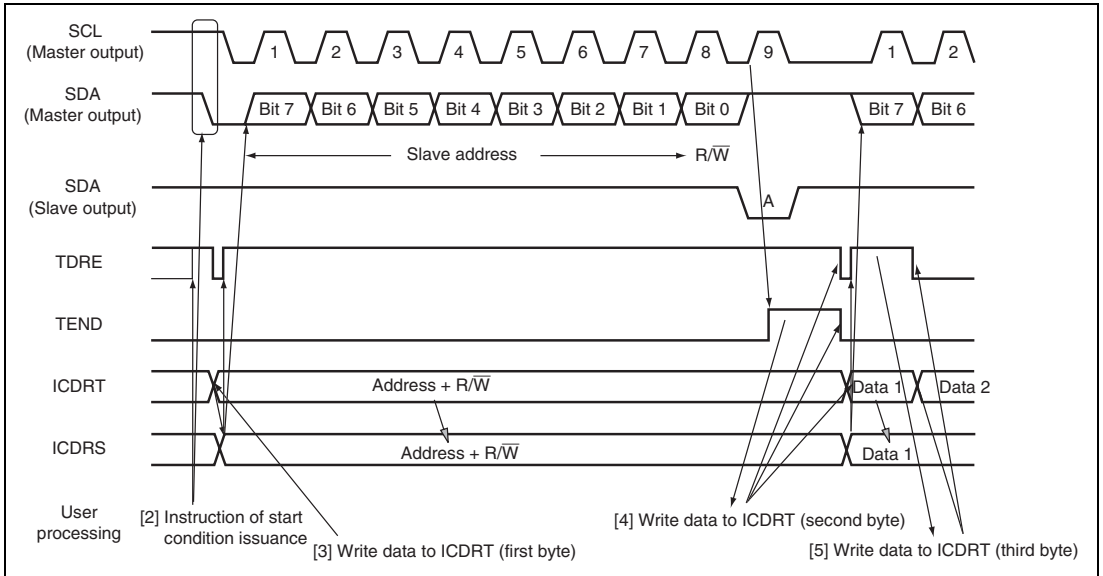 SCL
(Master output)
1 2 3 4 5 6 7 8 9 1 2
SDA
(Master output)
Bit 7 Bit 6 Bit 5 Bit 4 Bit 3 Bit 2 Bit 1 Bit 0 Bit 7 Bit 6
Slave address R/W̅
SDA
(Slave output)
A
TDRE
TEND
ICDRT
Address + R/W̅ Data 1 Data 2
ICDRS
Address + R/W̅ Data 1
User
processing
[2] Instruction of start
condition issuance
[3] Write data to ICDRT (first byte)
[4] Write data to ICDRT (second byte)
[5] Write data to ICDRT (third byte)